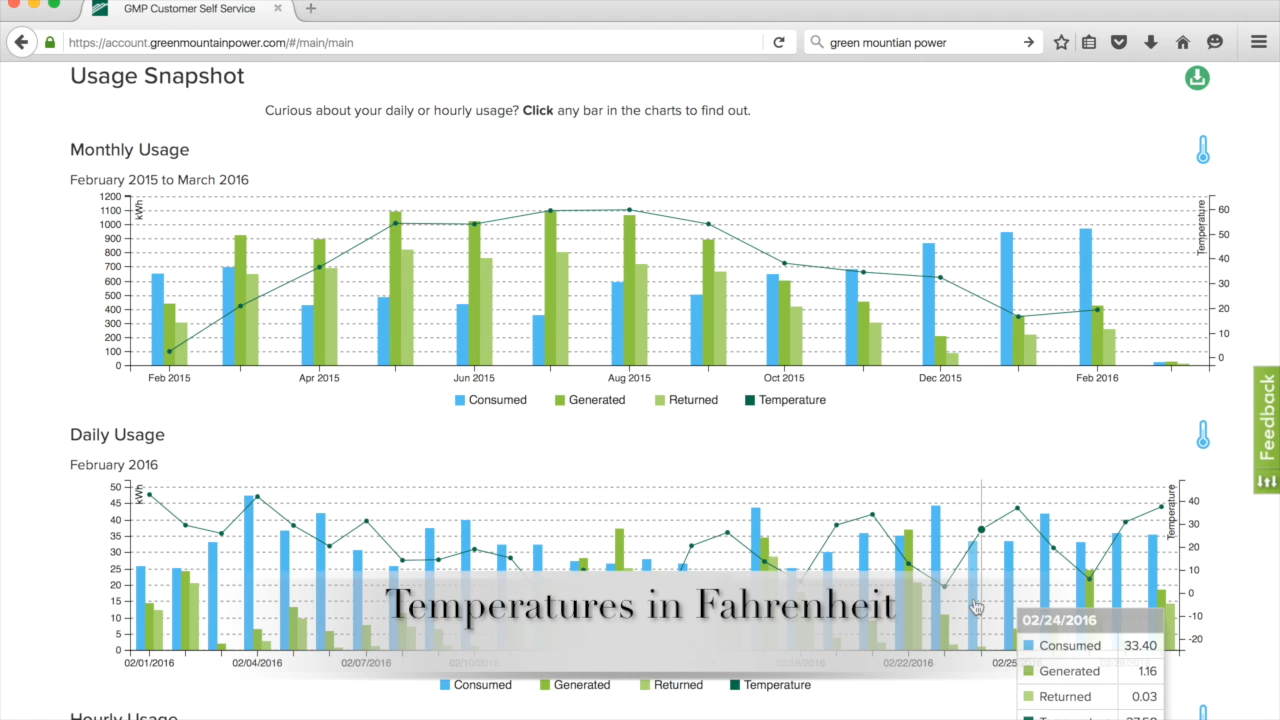 GMP Customer Self Service
https://account.greenmountainpower.com/#/main/main
green mountian power
Usage Snapshot
Curious about your daily or hourly usage? Click any bar in the charts to find out.
Monthly Usage
February 2015 to March 2016
1200
1100
1000
900
800
700
600
500
400
300
200
100
0
kWh
60
50
40
30
20
10
0
Temperature
Feb 2015
Apr 2015
Jun 2015
Aug 2015
Oct 2015
Dec 2015
Feb 2016
Consumed
Generated
Returned
Temperature
Feedback
Daily Usage
February 2016
50
45
40
35
30
25
20
15
10
5
0
kWh
40
30
20
10
0
-10
-20
Temperature
Temperatures in Fahrenheit
02/01/2016
02/04/2016
02/07/2016
02/10/2016
02/19/2016
02/22/2016
02/24/2016
Consumed 33.40
Generated 1.16
Returned 0.03
Consumed
Generated
Returned
Temperature